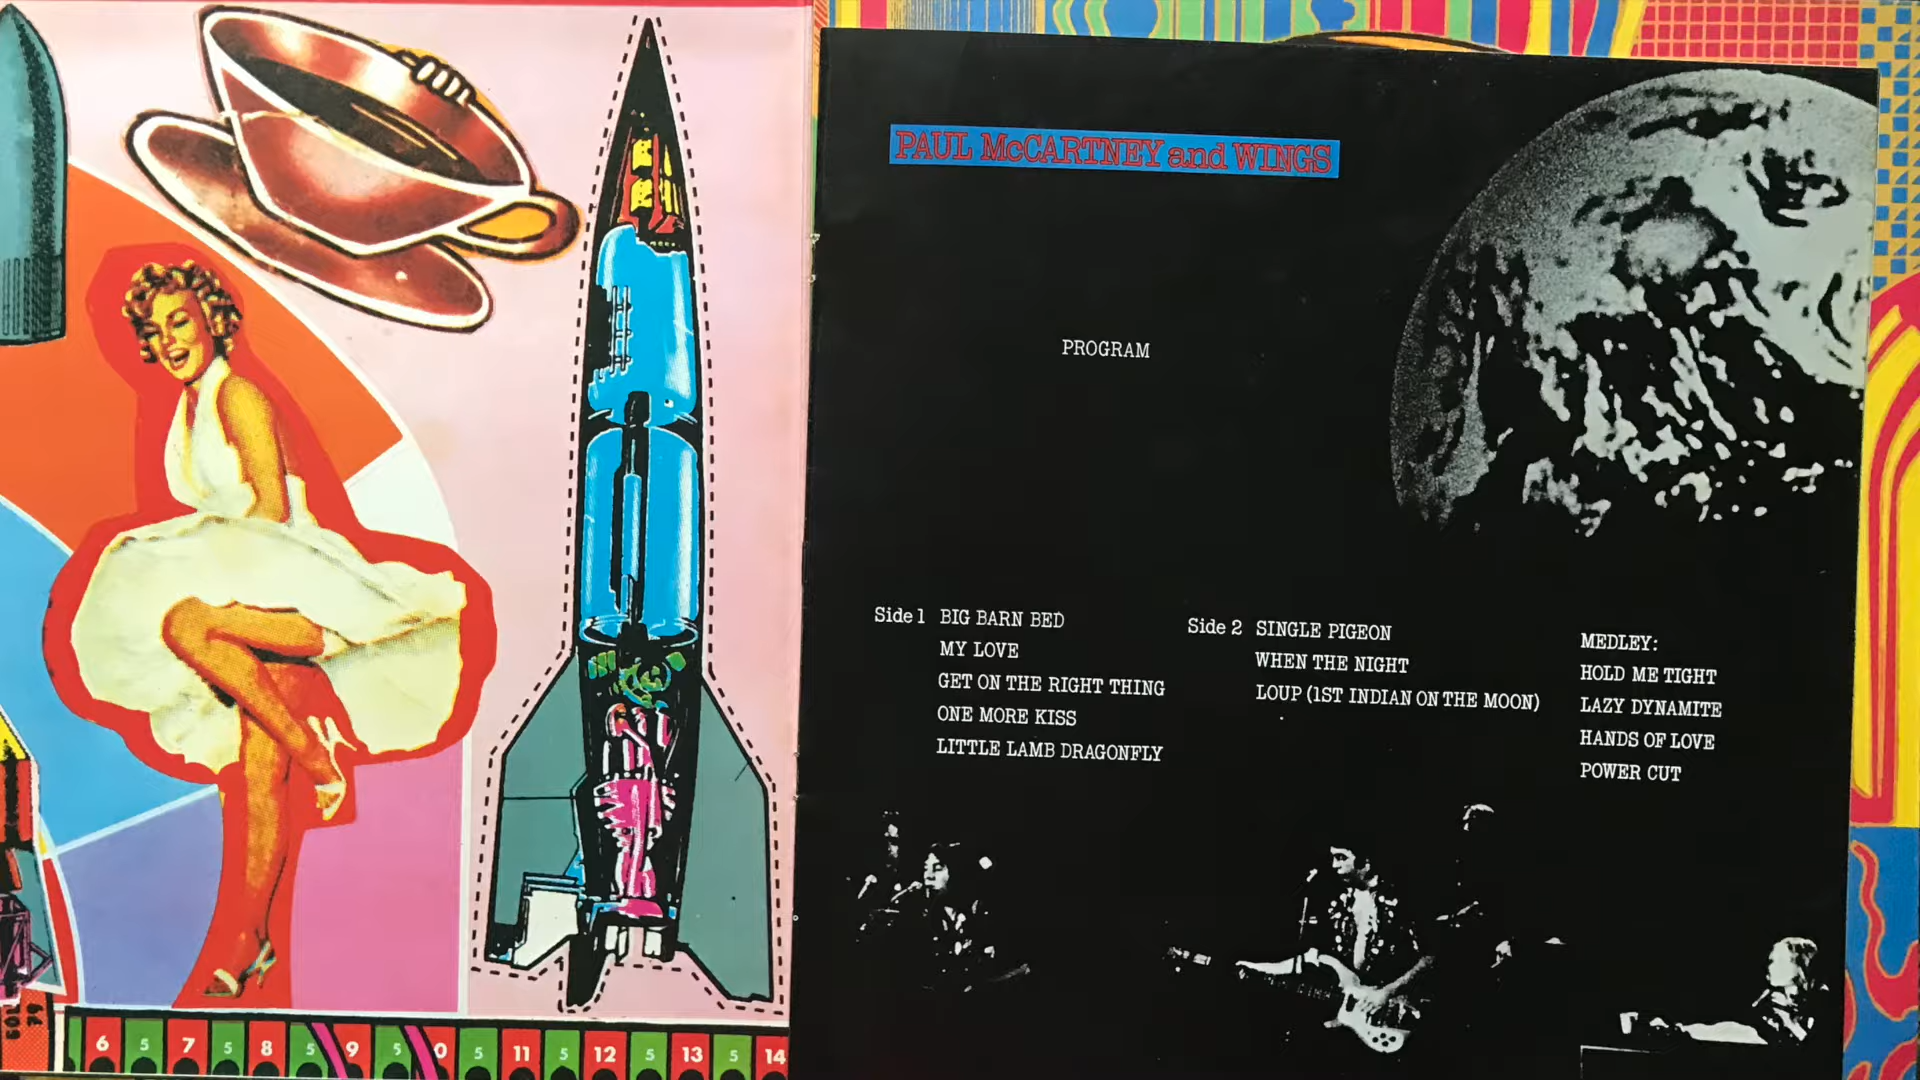 PAUL McCARTNEY and WINGS
PROGRAM
Side 1 BIG BARN BED
MY LOVE
GET ON THE RIGHT THING
ONE MORE KISS
LITTLE LAMB DRAGONFLY
Side 2 SINGLE PIGEON
WHEN THE NIGHT
LOUP (1ST INDIAN ON THE MOON)
MEDLEY:
HOLD ME TIGHT
LAZY DYNAMITE
HANDS OF LOVE
POWER CUT
6 5 7 5 8 5 9 5 0 5 11 5 12 5 13 5 14